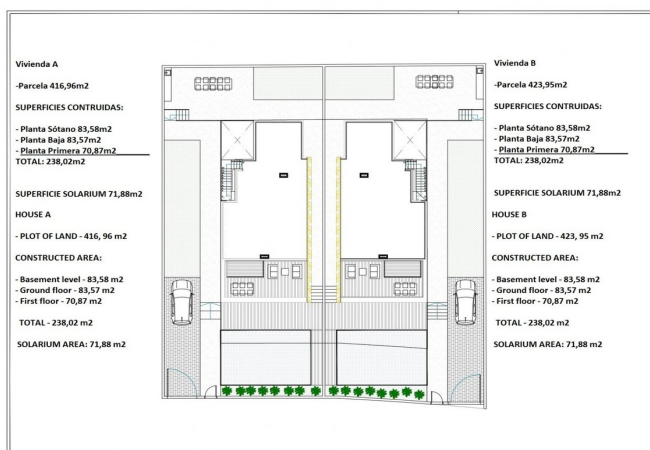 Vivienda A
-Parcela 416,96m2
SUPERFICIES CONTRUIDAS:
- Planta Sótano 83,58m2
- Planta Baja 83,57m2
- Planta Primera 70,87m2
TOTAL: 238,02m2
SUPERFICIE SOLARIUM 71,88m2
HOUSE A
- PLOT OF LAND - 416, 96 m2
CONSTRUCTED AREA:
- Basement level - 83,58 m2
- Ground floor - 83,57 m2
- First floor - 70,87 m2
TOTAL - 238,02 m2
SOLARIUM AREA: 71,88 m2
Vivienda B
-Parcela 423,95m2
SUPERFICIES CONTRUIDAS:
- Planta Sótano 83,58m2
- Planta Baja 83,57m2
- Planta Primera 70,87m2
TOTAL: 238,02m2
SUPERFICIE SOLARIUM 71,88m2
HOUSE B
- PLOT OF LAND - 423, 95 m2
CONSTRUCTED AREA:
- Basement level - 83,58 m2
- Ground floor - 83,57 m2
- First floor - 70,87 m2
TOTAL - 238,02 m2
SOLARIUM AREA: 71,88 m2